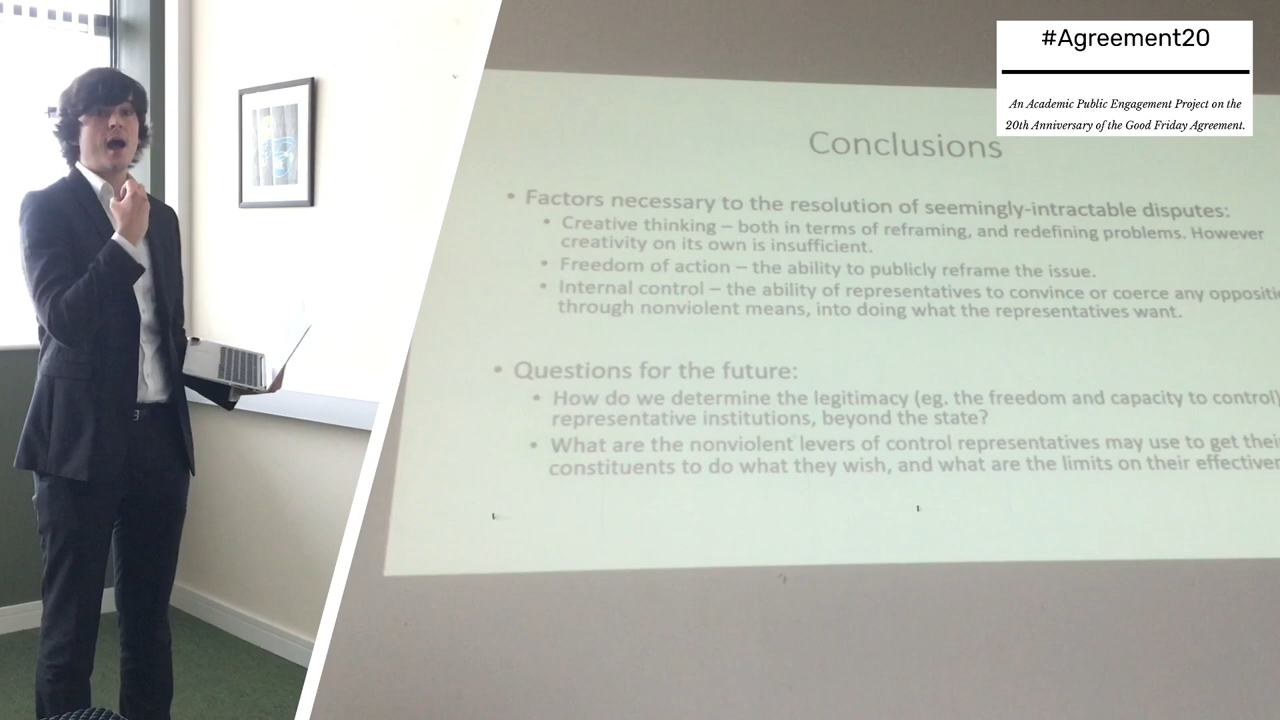 #Agreement20
An Academic Public Engagement Project on the
20th Anniversary of the Good Friday Agreement.
Conclusions
• Factors necessary to the resolution of seemingly-intractable disputes:
• Creative thinking – both in terms of reframing, and redefining problems. However
creativity on its own is insufficient.
• Freedom of action – the ability to publicly reframe the issue.
• Internal control – the ability of representatives to convince or coerce any
through nonviolent means, into doing what the representatives want.
• Questions for the future:
• How do we determine the legitimacy (eg. the freedom and capacity to control)
representative institutions, beyond the state?
• What are the nonviolent levers of control representatives may use to get their
constituents to do what they wish, and what are the limits on their